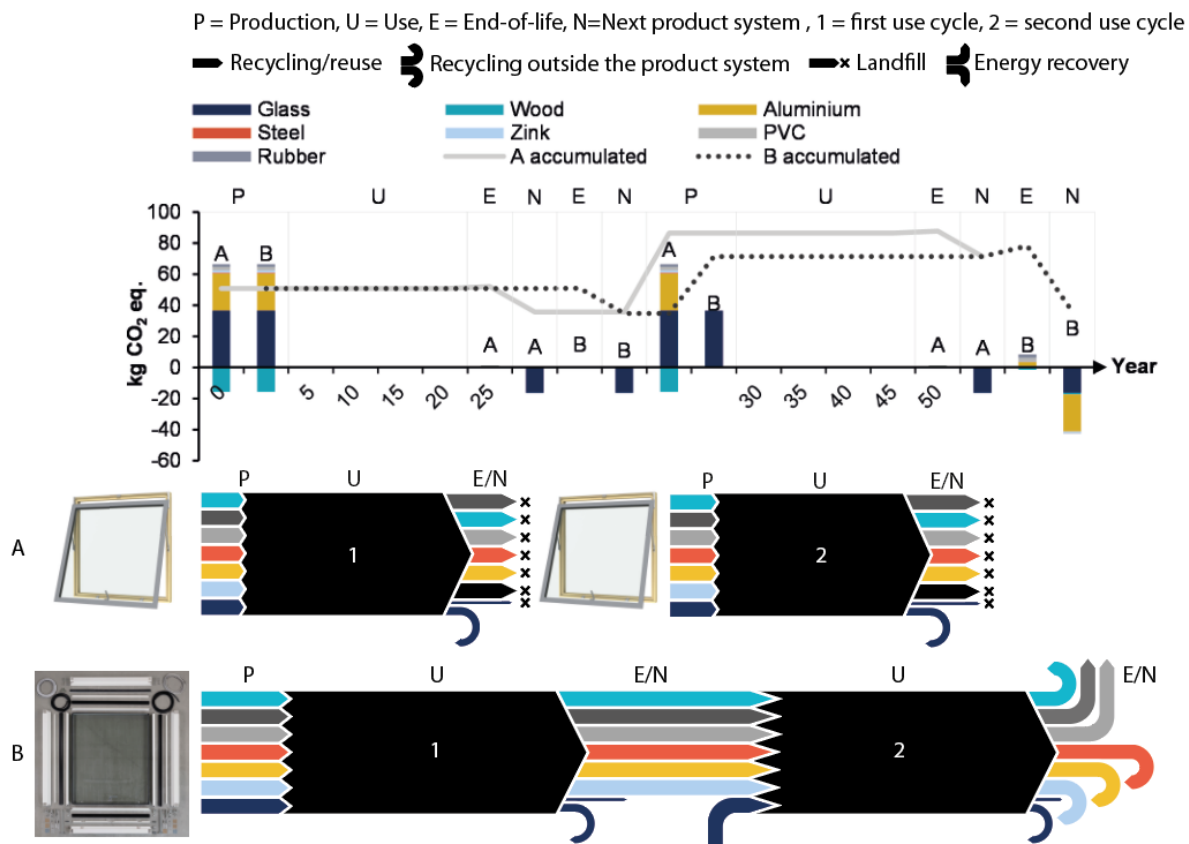 P = Production, U = Use, E = End-of-life, N=Next product system , 1 = first use cycle, 2 = second use cycle
Recycling/reuse Recycling outside the product system Landfill Energy recovery
Glass Wood Aluminium
Steel Zink PVC
Rubber A accumulated B accumulated
P U E N E N P U E N E N
kg CO₂ eq.
100
80
60
40
20
0
-20
-40
-60
A B A B
A A B B A A B B
0 5 10 15 20 25 30 35 40 45 50
Year
P U E/N P U E/N
A 1 2
P U E/N U E/N
B 1 2